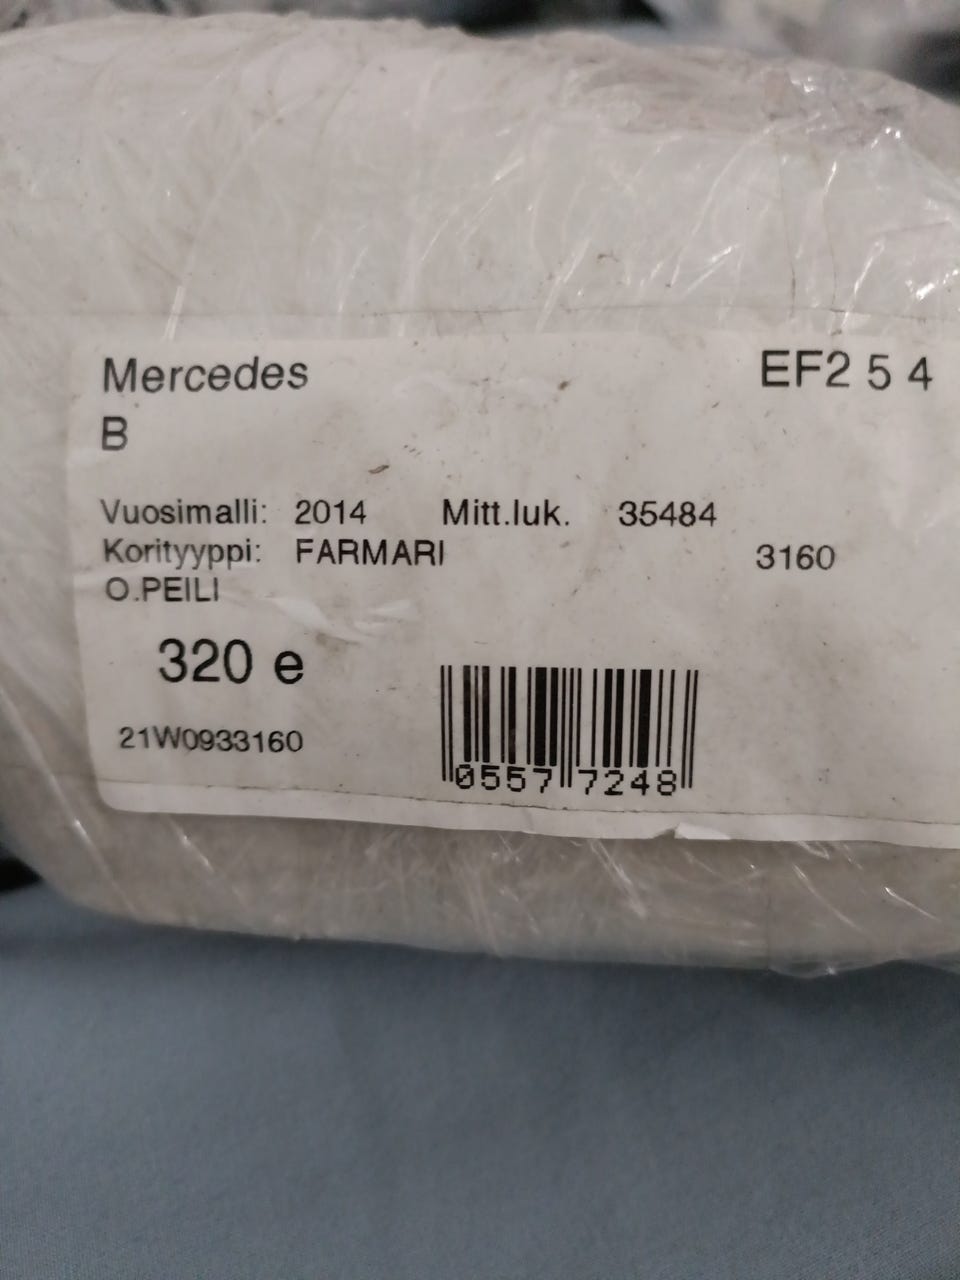 Mercedes EF2 5 4
B
Vuosimalli: 2014 Mitt.luk. 35484
Korityyppi: FARMARI 3160
O.PEILI
320 e
21W0933160
0557 7248